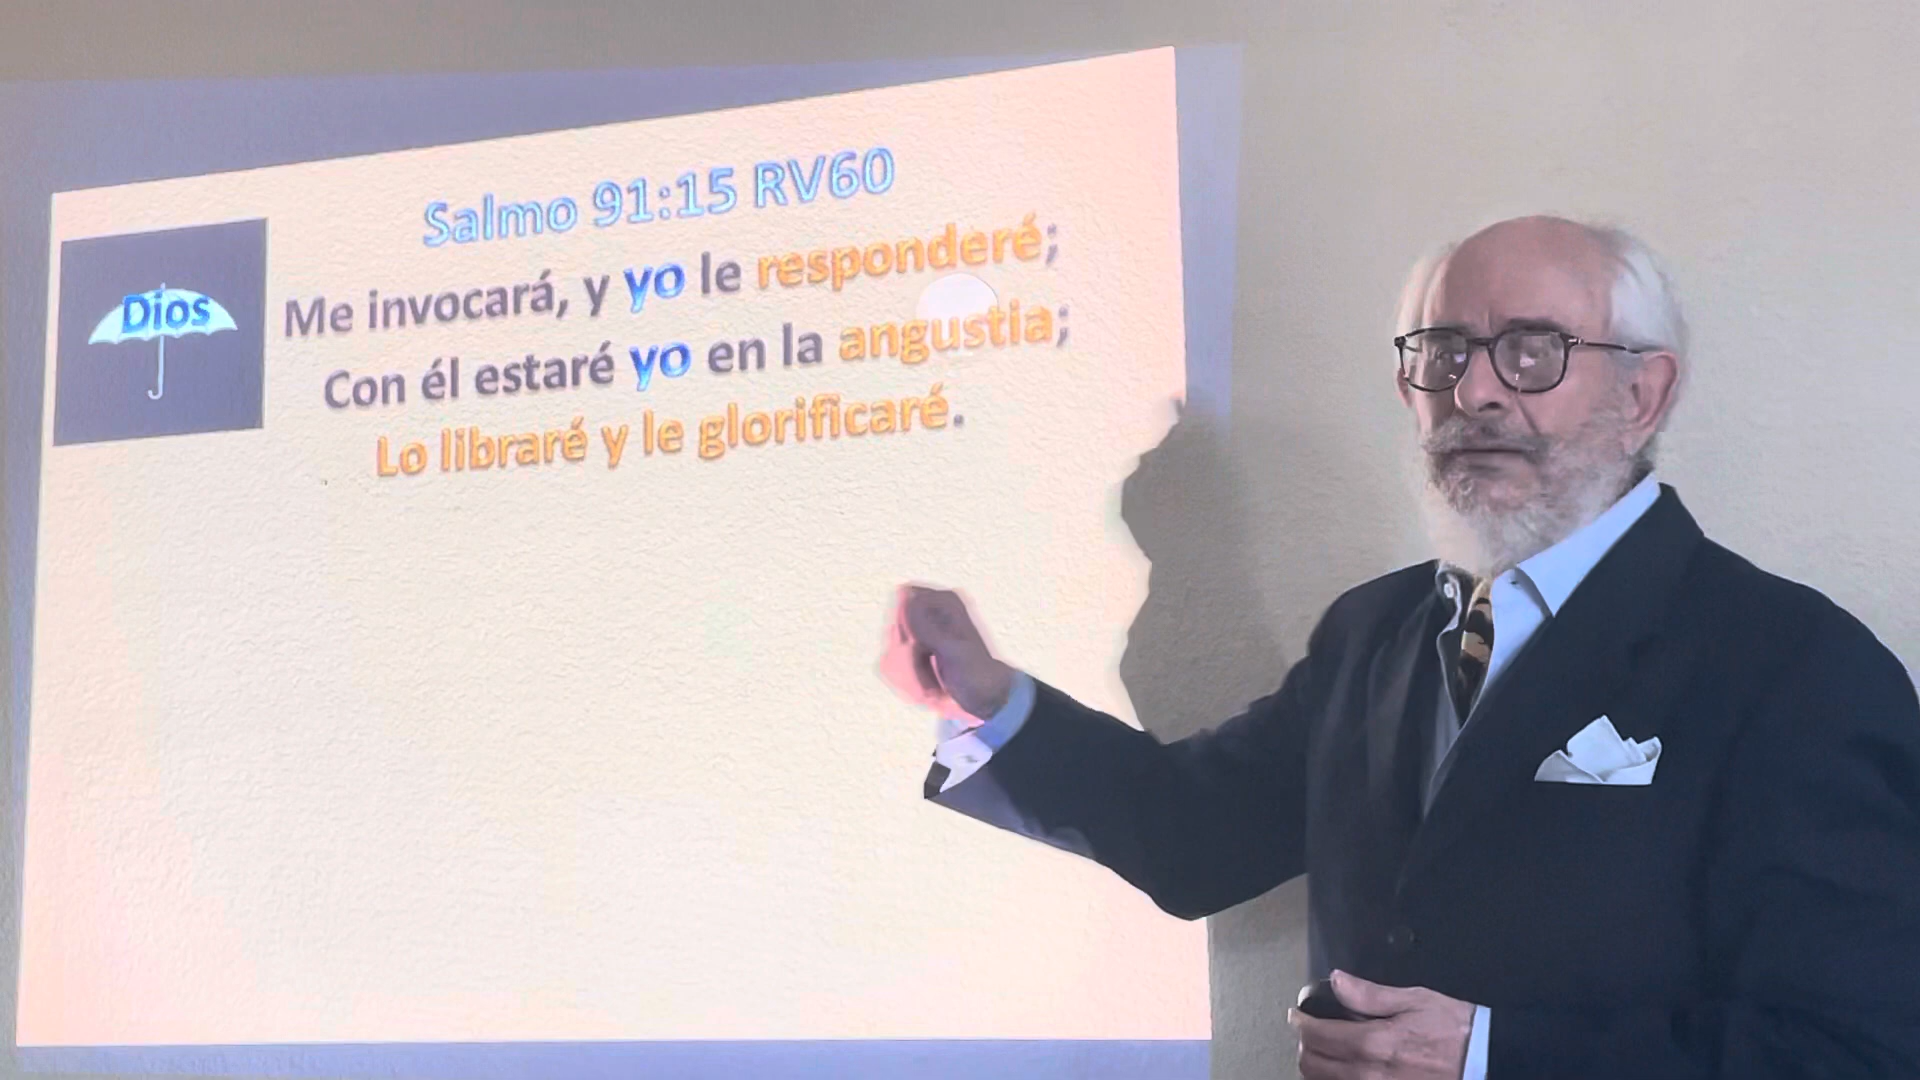 Salmo 91:15 RV60
Dios
Me invocará, y yo le responderé;
Con él estaré yo en la angustia;
Lo libraré y le glorificaré.